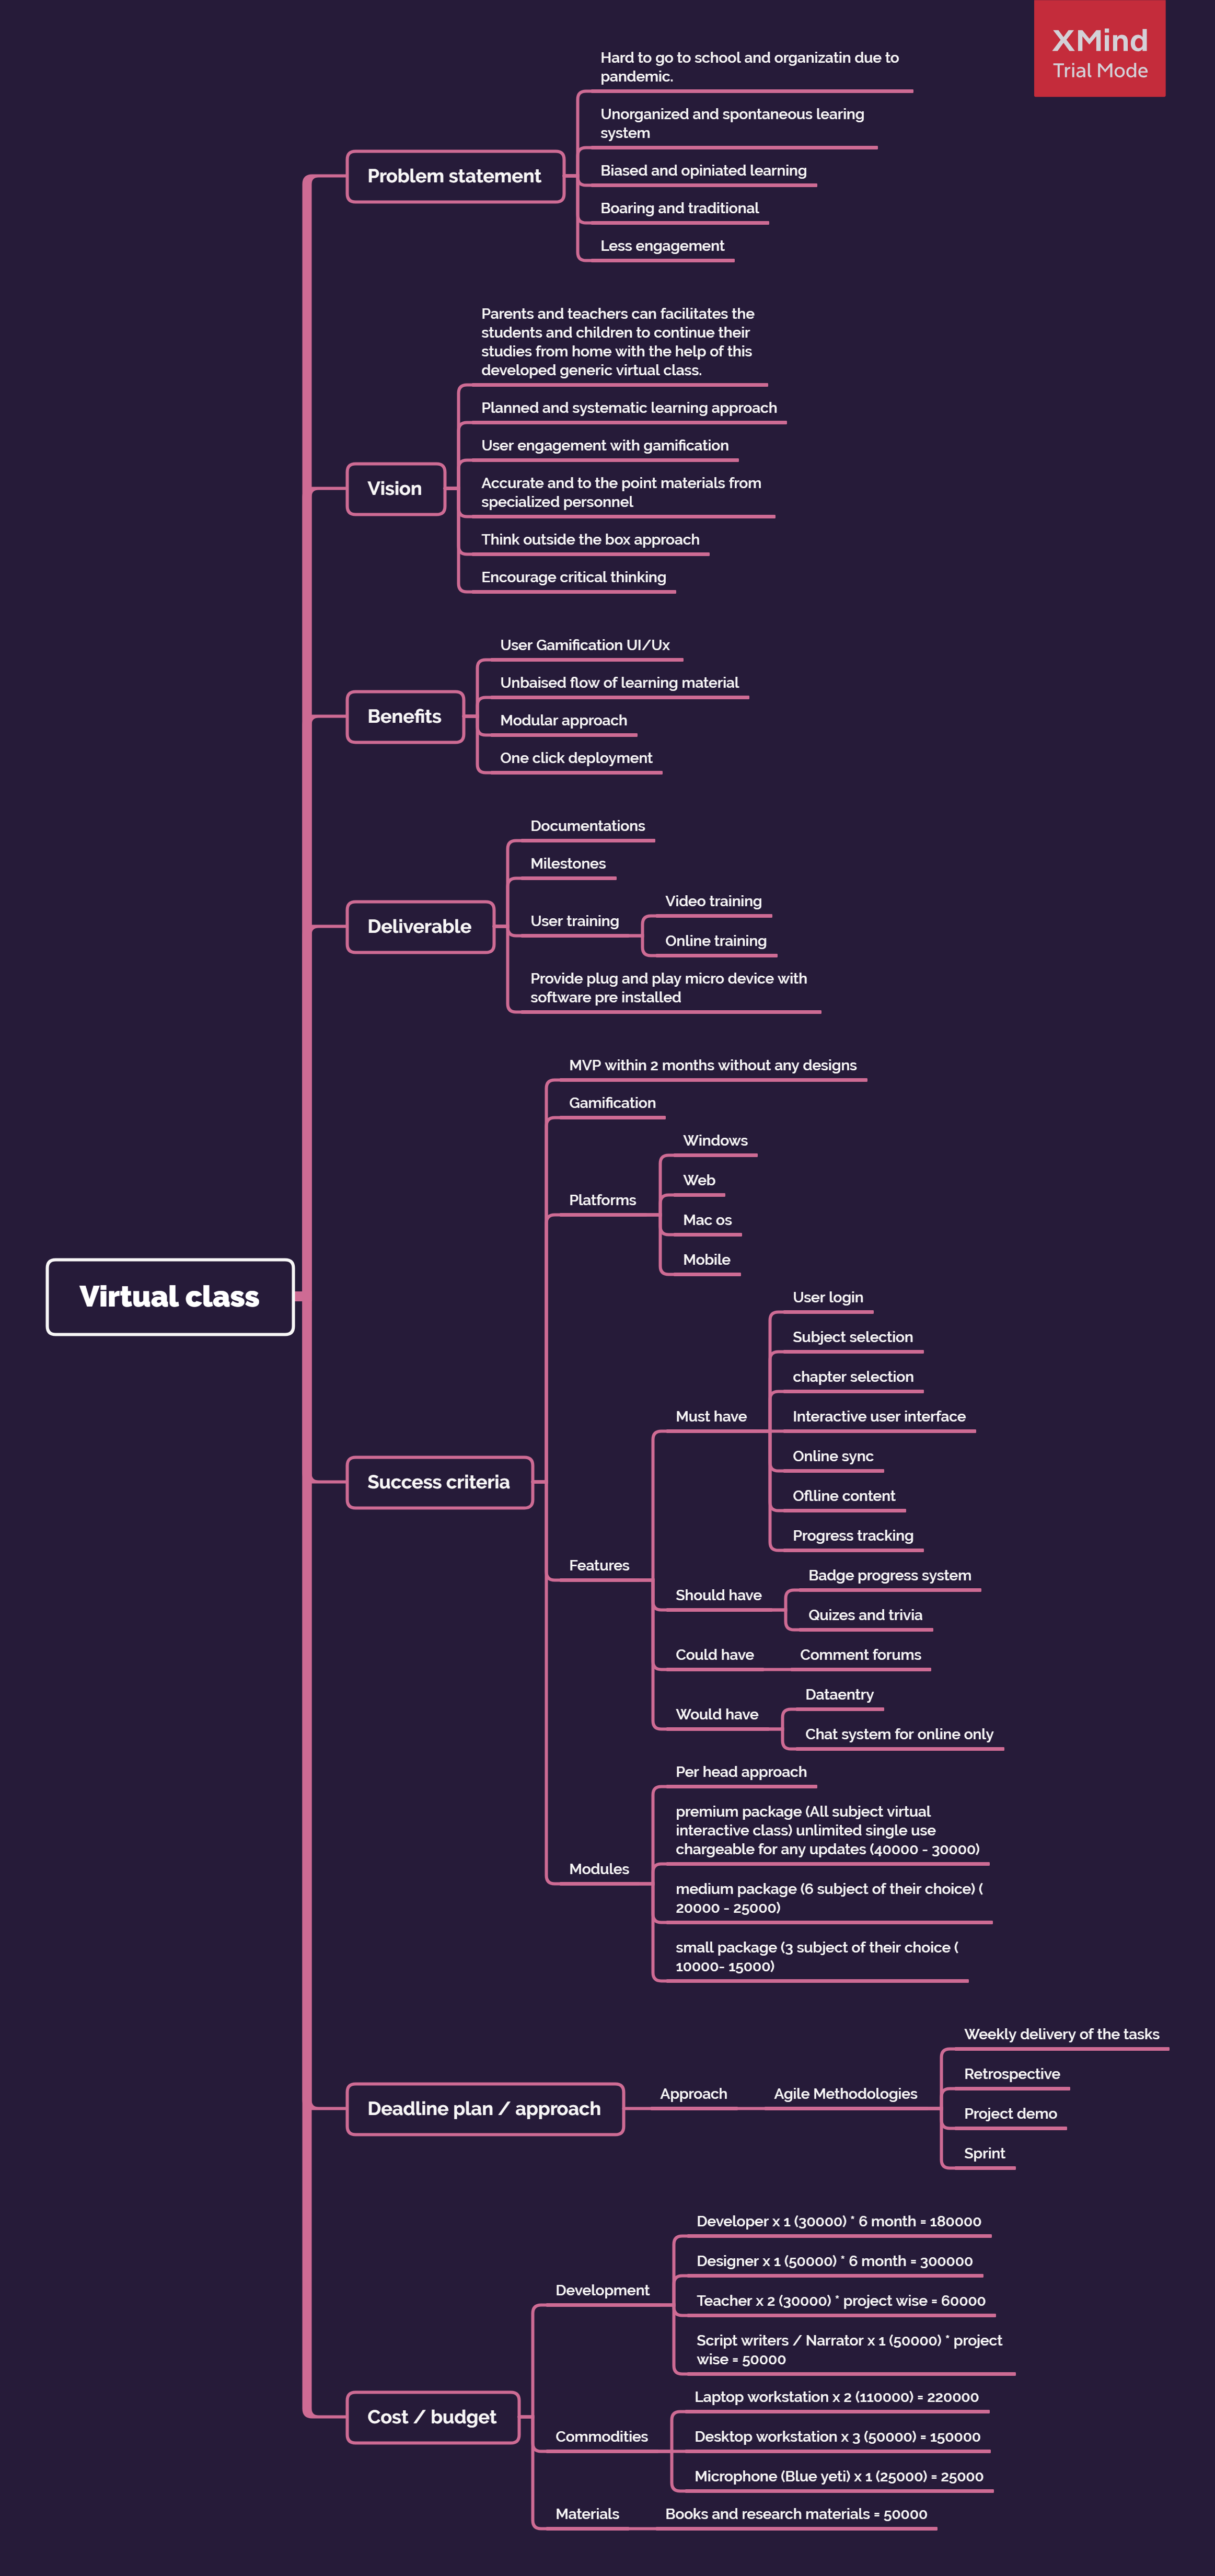 XMind
Trial Mode
Hard to go to school and organizatin due to
pandemic.
Unorganized and spontaneous learing
system
Problem statement
Biased and opiniated learning
Boaring and traditional
Less engagement
Parents and teachers can facilitates the
students and children to continue their
studies from home with the help of this
developed generic virtual class.
Planned and systematic learning approach
User engagement with gamification
Vision
Accurate and to the point materials from
specialized personnel
Think outside the box approach
Encourage critical thinking
User Gamification UI/Ux
Unbaised flow of learning material
Benefits
Modular approach
One click deployment
Documentations
Milestones
Deliverable
User training
Video training
Online training
Provide plug and play micro device with
software pre installed
Virtual class
Success criteria
MVP within 2 months without any designs
Gamification
Platforms
Windows
Web
Mac os
Mobile
Features
Must have
User login
Subject selection
chapter selection
Interactive user interface
Online sync
Oflline content
Progress tracking
Should have
Badge progress system
Quizes and trivia
Could have
Comment forums
Would have
Dataentry
Chat system for online only
Modules
Per head approach
premium package (All subject virtual
interactive class) unlimited single use
chargeable for any updates (40000 - 30000)
medium package (6 subject of their choice) (
20000 - 25000)
small package (3 subject of their choice (
10000- 15000)
Deadline plan / approach
Approach
Agile Methodologies
Weekly delivery of the tasks
Retrospective
Project demo
Sprint
Cost / budget
Development
Developer x 1 (30000) * 6 month = 180000
Designer x 1 (50000) * 6 month = 300000
Teacher x 2 (30000) * project wise = 60000
Script writers / Narrator x 1 (50000) * project
wise = 50000
Commodities
Laptop workstation x 2 (110000) = 220000
Desktop workstation x 3 (50000) = 150000
Microphone (Blue yeti) x 1 (25000) = 25000
Materials
Books and research materials = 50000